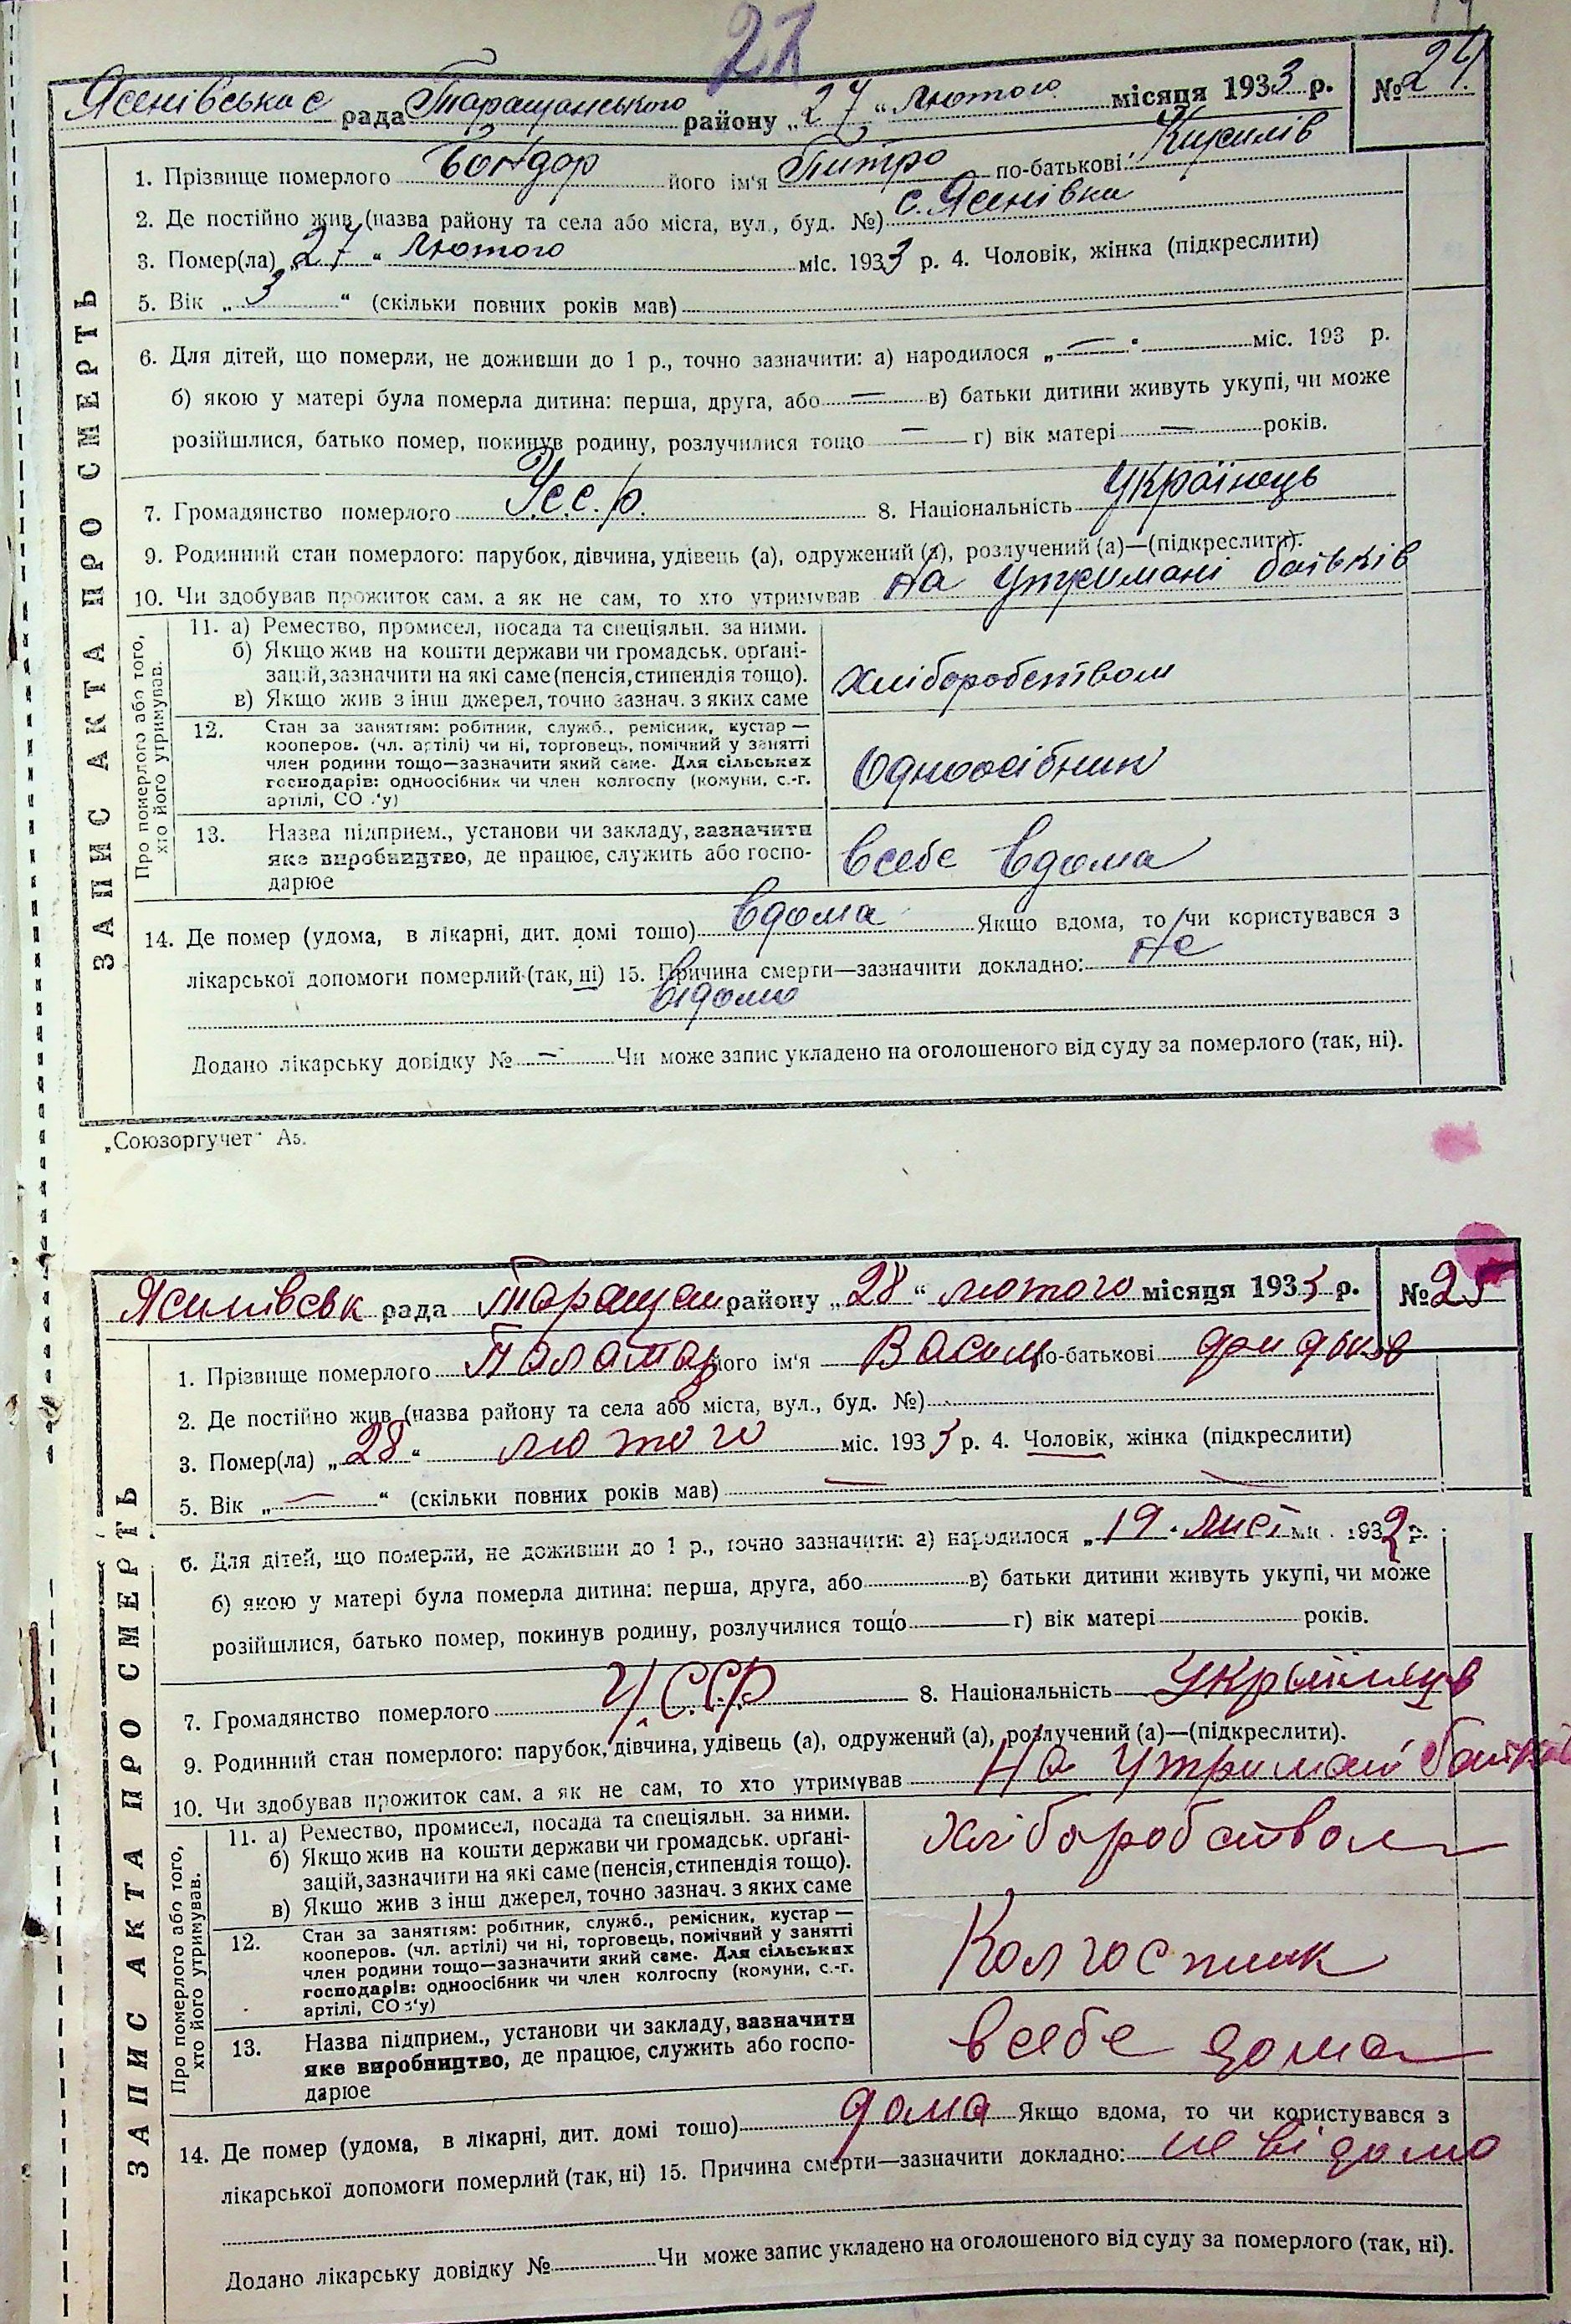 27
Ясенівська с рада Таращанського району „27“ Лютого місяця 1933 р. № 24.
ЗАПИС АКТА ПРО СМЕРТЬ
1. Прізвище померлого Бондар його ім'я Питро по-батькові Кирилів
2. Де постійно жив (назва району та села або міста, вул., буд. №) с. Ясенівка
3. Помер(ла) „27“ Лютого міс. 1933 р. 4. Чоловік, жінка (підкреслити)
5. Вік „3“ (скільки повних років мав)
6. Для дітей, що померли, не доживши до 1 р., точно зазначити: а) народилося „—“ міс. 193 р.
б) якою у матері була померла дитина: перша, друга, або — в) батьки дитини живуть укупі, чи може
розійшлися, батько помер, покинув родину, розлучилися тощо — г) вік матері — років.
7. Громадянство померлого У.с.с.р. 8. Національність Українець
9. Родинний стан померлого: парубок, дівчина, удівець (а), одружений (а), розлучений (а)—(підкреслити).
10. Чи здобував прожиток сам, а як не сам, то хто утримував на утримані батьків
Про померлого або того, хто його утримував.
11. а) Ремество, промисел, посада та спеціяльн. за ними.
б) Якщо жив на кошти держави чи громадськ. органі-
зацій, зазначити на які саме (пенсія, стипендія тощо).
в) Якщо жив з інш джерел, точно зазнач. з яких саме
хліборобством
12. Стан за заняттям: робітник, служб., ремісник, кустар —
кооперов. (чл. артілі) чи ні, торговець, помічний у занятті
член родини тощо—зазначити який саме. Для сільських
господарів: одноосібник чи член колгоспу (комуни, с.-г.
артілі, СОЗ'у)
Одноосібник
13. Назва підприєм., установи чи закладу, зазначити
яке виробництво, де працює, служить або госпо-
дарює
всебе вдома
14. Де помер (удома, в лікарні, дит. домі тощо) вдома Якщо вдома, то чи користувався з
лікарської допомоги померлий (так, ні) 15. Причина смерти—зазначити докладно: не
відомо
Додано лікарську довідку № — Чи може запис укладено на оголошеного від суду за померлого (так, ні).
„Союзоргучет“ А5.
Ясинівськ рада Таращан району „28“ лютого місяця 1933 р. № 25
ЗАПИС АКТА ПРО СМЕРТЬ
1. Прізвище померлого Паламар його ім'я Васил по-батькові
2. Де постійно жив (назва району та села або міста, вул., буд. №)
3. Помер(ла) „28“ лютого міс. 1933 р. 4. Чоловік, жінка (підкреслити)
5. Вік „—“ (скільки повних років мав) —
6. Для дітей, що померли, не доживши до 1 р., точно зазначити: а) народилося „19“ лист міс. 1932 р.
б) якою у матері була померла дитина: перша, друга, або в) батьки дитини живуть укупі, чи може
розійшлися, батько помер, покинув родину, розлучилися тощо г) вік матері років.
7. Громадянство померлого У.С.С.Р 8. Національність
9. Родинний стан померлого: парубок, дівчина, удівець (а), одружений (а), розлучений (а)—(підкреслити).
10. Чи здобував прожиток сам, а як не сам, то хто утримував На утримані батьків
Про померлого або того, хто його утримував.
11. а) Ремество, промисел, посада та спеціяльн. за ними.
б) Якщо жив на кошти держави чи громадськ. органі-
зацій, зазначити на які саме (пенсія, стипендія тощо).
в) Якщо жив з інш джерел, точно зазнач. з яких саме
хліборобством
12. Стан за заняттям: робітник, служб., ремісник, кустар —
кооперов. (чл. артілі) чи ні, торговець, помічний у занятті
член родини тощо—зазначити який саме. Для сільських
господарів: одноосібник чи член колгоспу (комуни, с.-г.
артілі, СОЗ'у)
Колгоспник
13. Назва підприєм., установи чи закладу, зазначити
яке виробництво, де працює, служить або госпо-
дарює
всебе дома
14. Де помер (удома, в лікарні, дит. домі тощо) дома Якщо вдома, то чи користувався з
лікарської допомоги померлий (так, ні) 15. Причина смерти—зазначити докладно: не відомо
Додано лікарську довідку № Чи може запис укладено на оголошеного від суду за померлого (так, ні).